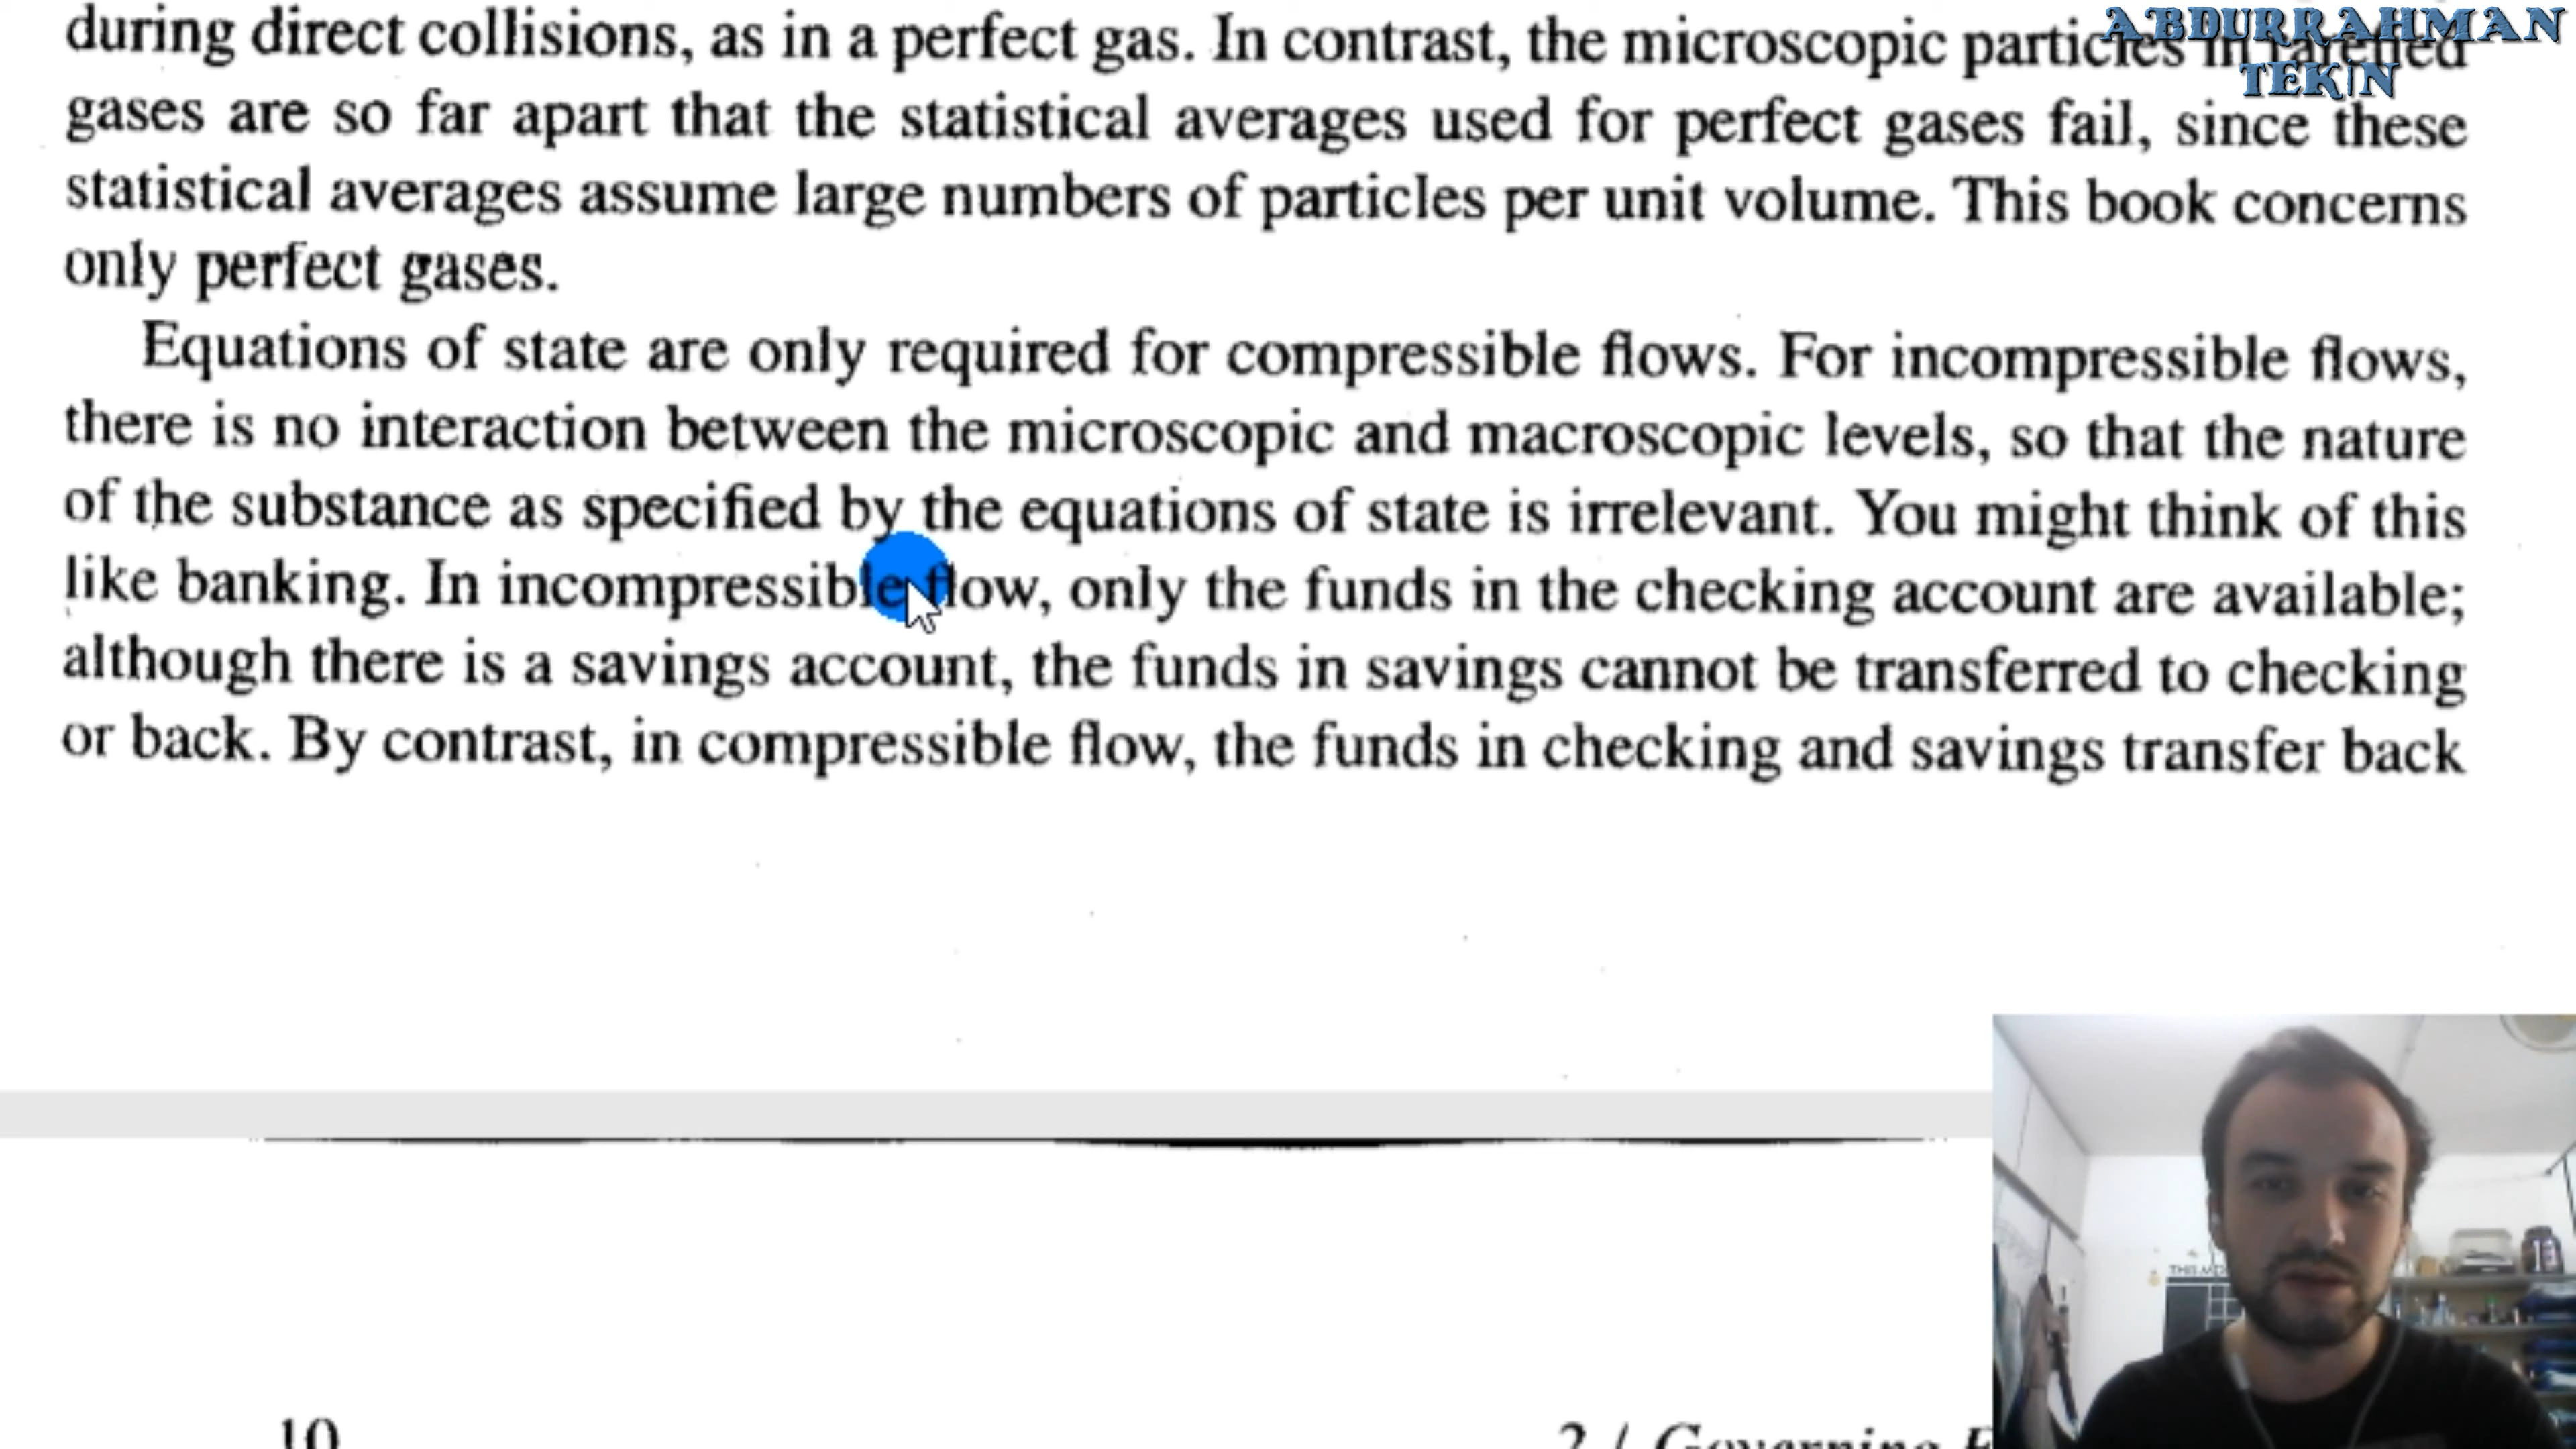 during direct collisions, as in a perfect gas. In contrast, the microscopic particles in rarefied
ABDURRAHMAN
TEKİN
gases are so far apart that the statistical averages used for perfect gases fail, since these
statistical averages assume large numbers of particles per unit volume. This book concerns
only perfect gases.
Equations of state are only required for compressible flows. For incompressible flows,
there is no interaction between the microscopic and macroscopic levels, so that the nature
of the substance as specified by the equations of state is irrelevant. You might think of this
like banking. In incompressible flow, only the funds in the checking account are available;
although there is a savings account, the funds in savings cannot be transferred to checking
or back. By contrast, in compressible flow, the funds in checking and savings transfer back
10
2 / Governing
THIS